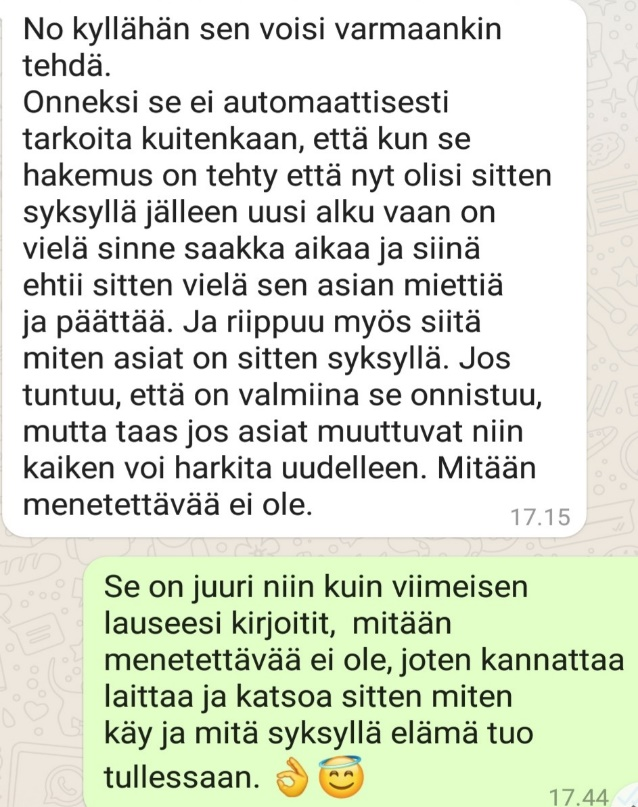 No kyllähän sen voisi varmaankin
tehdä.
Onneksi se ei automaattisesti
tarkoita kuitenkaan, että kun se
hakemus on tehty että nyt olisi sitten
syksyllä jälleen uusi alku vaan on
vielä sinne saakka aikaa ja siinä
ehtii sitten vielä sen asian miettiä
ja päättää. Ja riippuu myös siitä
miten asiat on sitten syksyllä. Jos
tuntuu, että on valmiina se onnistuu,
mutta taas jos asiat muuttuvat niin
kaiken voi harkita uudelleen. Mitään
menetettävää ei ole.
17.15
Se on juuri niin kuin viimeisen
lauseesi kirjoitit,  mitään
menetettävää ei ole, joten kannattaa
laittaa ja katsoa sitten miten
käy ja mitä syksyllä elämä tuo
tullessaan. 👌😇
17.44